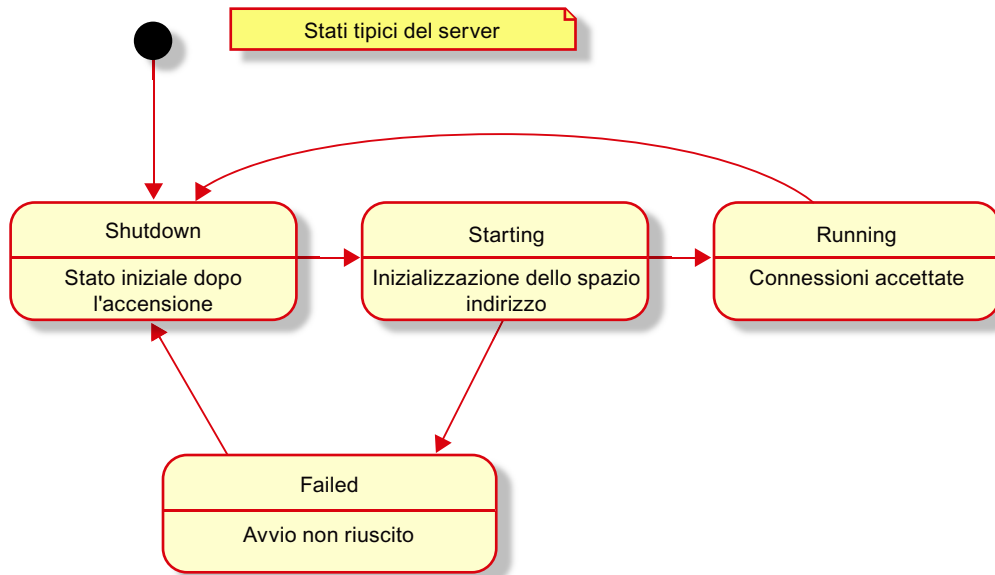 Stati tipici del server
Shutdown
Stato iniziale dopo
l'accensione
Starting
Inizializzazione dello spazio
indirizzo
Running
Connessioni accettate
Failed
Avvio non riuscito